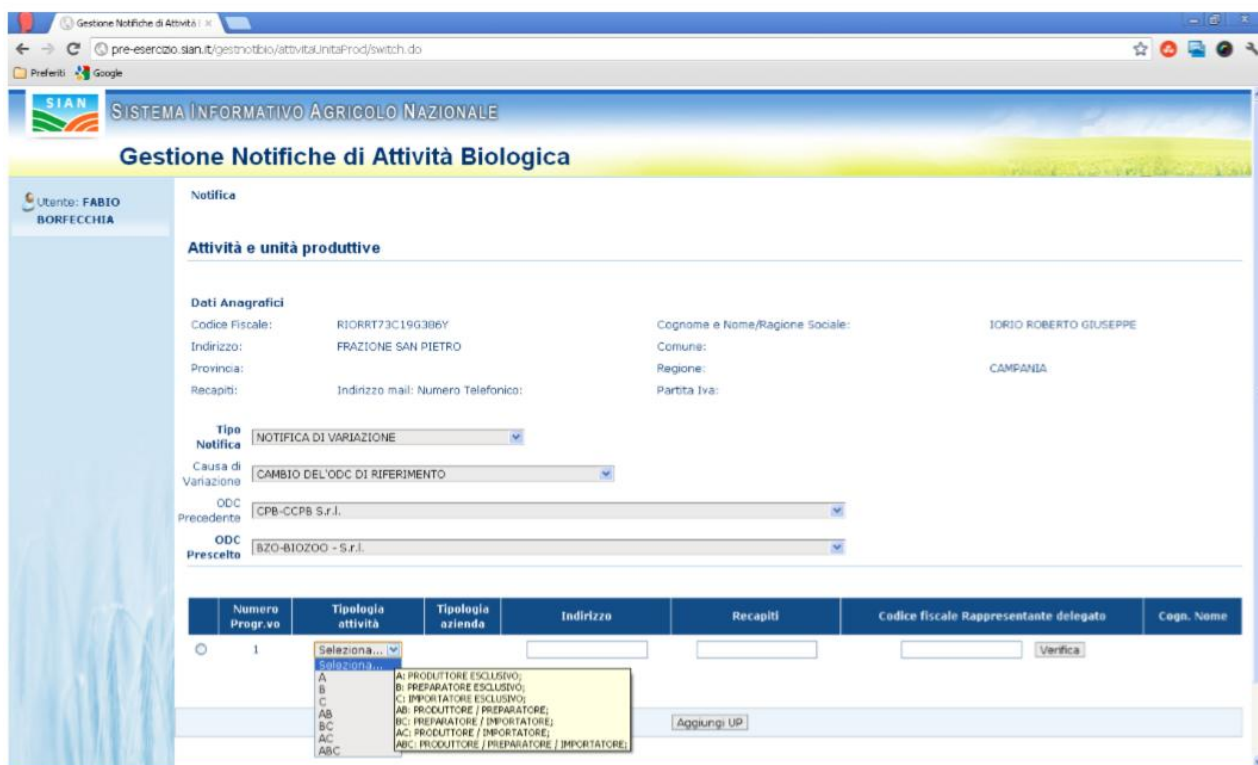 Gestione Notifiche di Attività B
pre-esercizio.sian.it/gestnotbio/attivitaUnitaProd/switch.do
Preferiti Google
SIAN SISTEMA INFORMATIVO AGRICOLO NAZIONALE
Gestione Notifiche di Attività Biologica
Utente: FABIO
BORFECCHIA
Notifica
Attività e unità produttive
Dati Anagrafici
Codice Fiscale: RIORRT73C19G386Y Cognome e Nome/Ragione Sociale: IORIO ROBERTO GIUSEPPE
Indirizzo: FRAZIONE SAN PIETRO Comune:
Provincia: Regione: CAMPANIA
Recapiti: Indirizzo mail: Numero Telefonico: Partita Iva:
Tipo
Notifica NOTIFICA DI VARIAZIONE
Causa di
Variazione CAMBIO DEL'ODC DI RIFERIMENTO
ODC
Precedente CPB-CCPB S.r.l.
ODC
Prescelto BZO-BIOZOO - S.r.l.
Numero Progr.vo Tipologia attività Tipologia azienda Indirizzo Recapiti Codice fiscale Rappresentante delegato Cogn. Nome
1 Seleziona... Verifica
Seleziona...
A A: PRODUTTORE ESCLUSIVO;
B B: PREPARATORE ESCLUSIVO;
C C: IMPORTATORE ESCLUSIVO;
AB AB: PRODUTTORE / PREPARATORE;
BC BC: PREPARATORE / IMPORTATORE;
AC AC: PRODUTTORE / IMPORTATORE;
ABC ABC: PRODUTTORE / PREPARATORE / IMPORTATORE;
Aggiungi UP